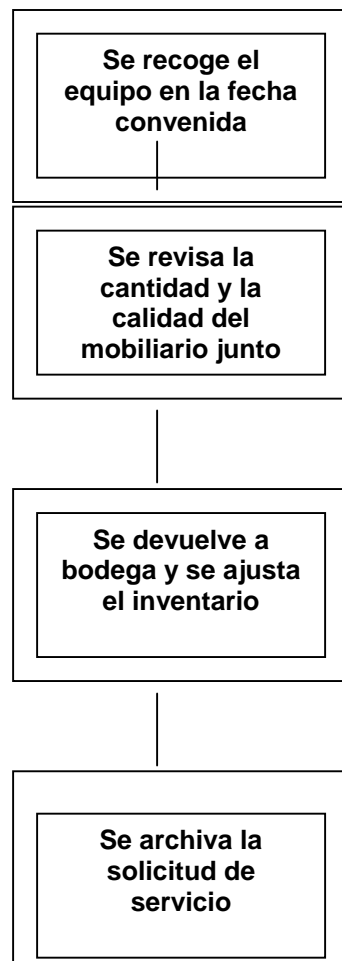 Se recoge el
equipo en la fecha
convenida
Se revisa la
cantidad y la
calidad del
mobiliario junto
Se devuelve a
bodega y se ajusta
el inventario
Se archiva la
solicitud de
servicio